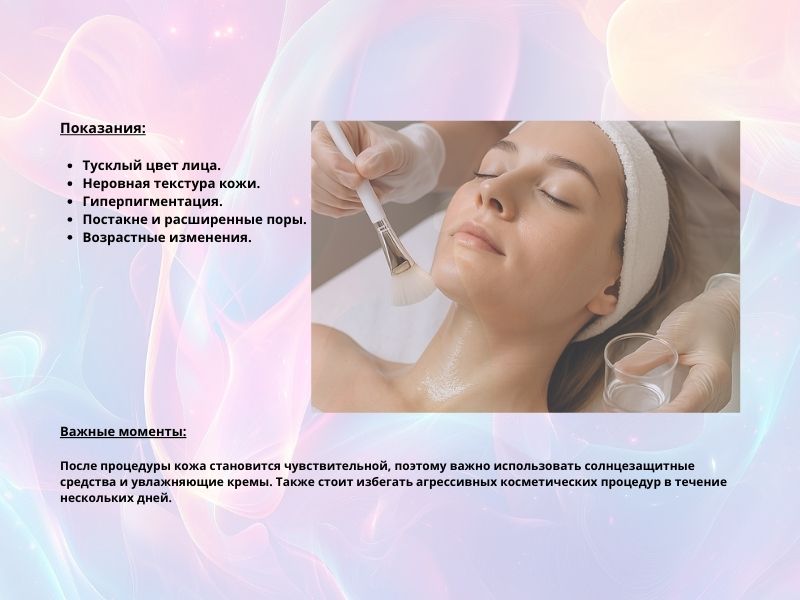 Показания:
• Тусклый цвет лица.
• Неровная текстура кожи.
• Гиперпигментация.
• Постакне и расширенные поры.
• Возрастные изменения.
Важные моменты:
После процедуры кожа становится чувствительной, поэтому важно использовать солнцезащитные
средства и увлажняющие кремы. Также стоит избегать агрессивных косметических процедур в течение
нескольких дней.